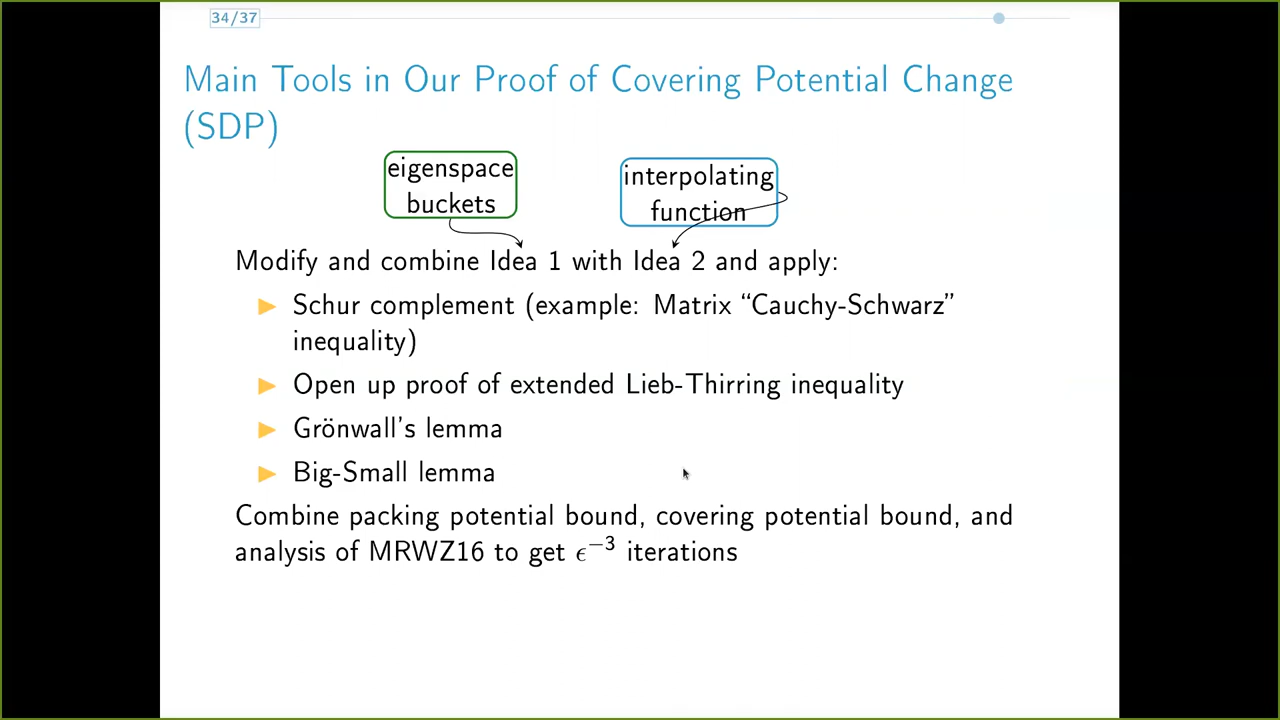 34/37
Main Tools in Our Proof of Covering Potential Change
(SDP)
eigenspace
buckets
interpolating
function
Modify and combine Idea 1 with Idea 2 and apply:
Schur complement (example: Matrix “Cauchy-Schwarz”
inequality)
Open up proof of extended Lieb-Thirring inequality
Grönwall's lemma
Big-Small lemma
Combine packing potential bound, covering potential bound, and
analysis of MRWZ16 to get ϵ⁻³ iterations